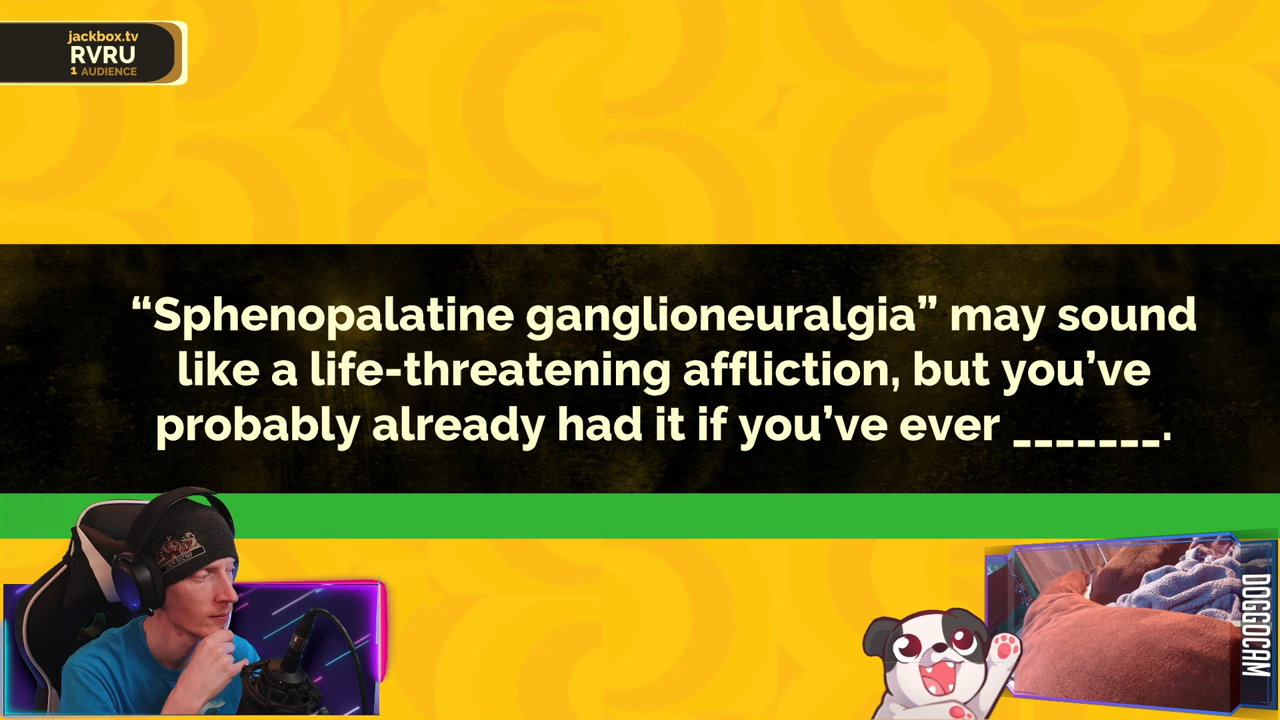 jackbox.tv
RVRU
1 AUDIENCE
“Sphenopalatine ganglioneuralgia” may sound
like a life-threatening affliction, but you’ve
probably already had it if you’ve ever _______.
DOGGOCAM